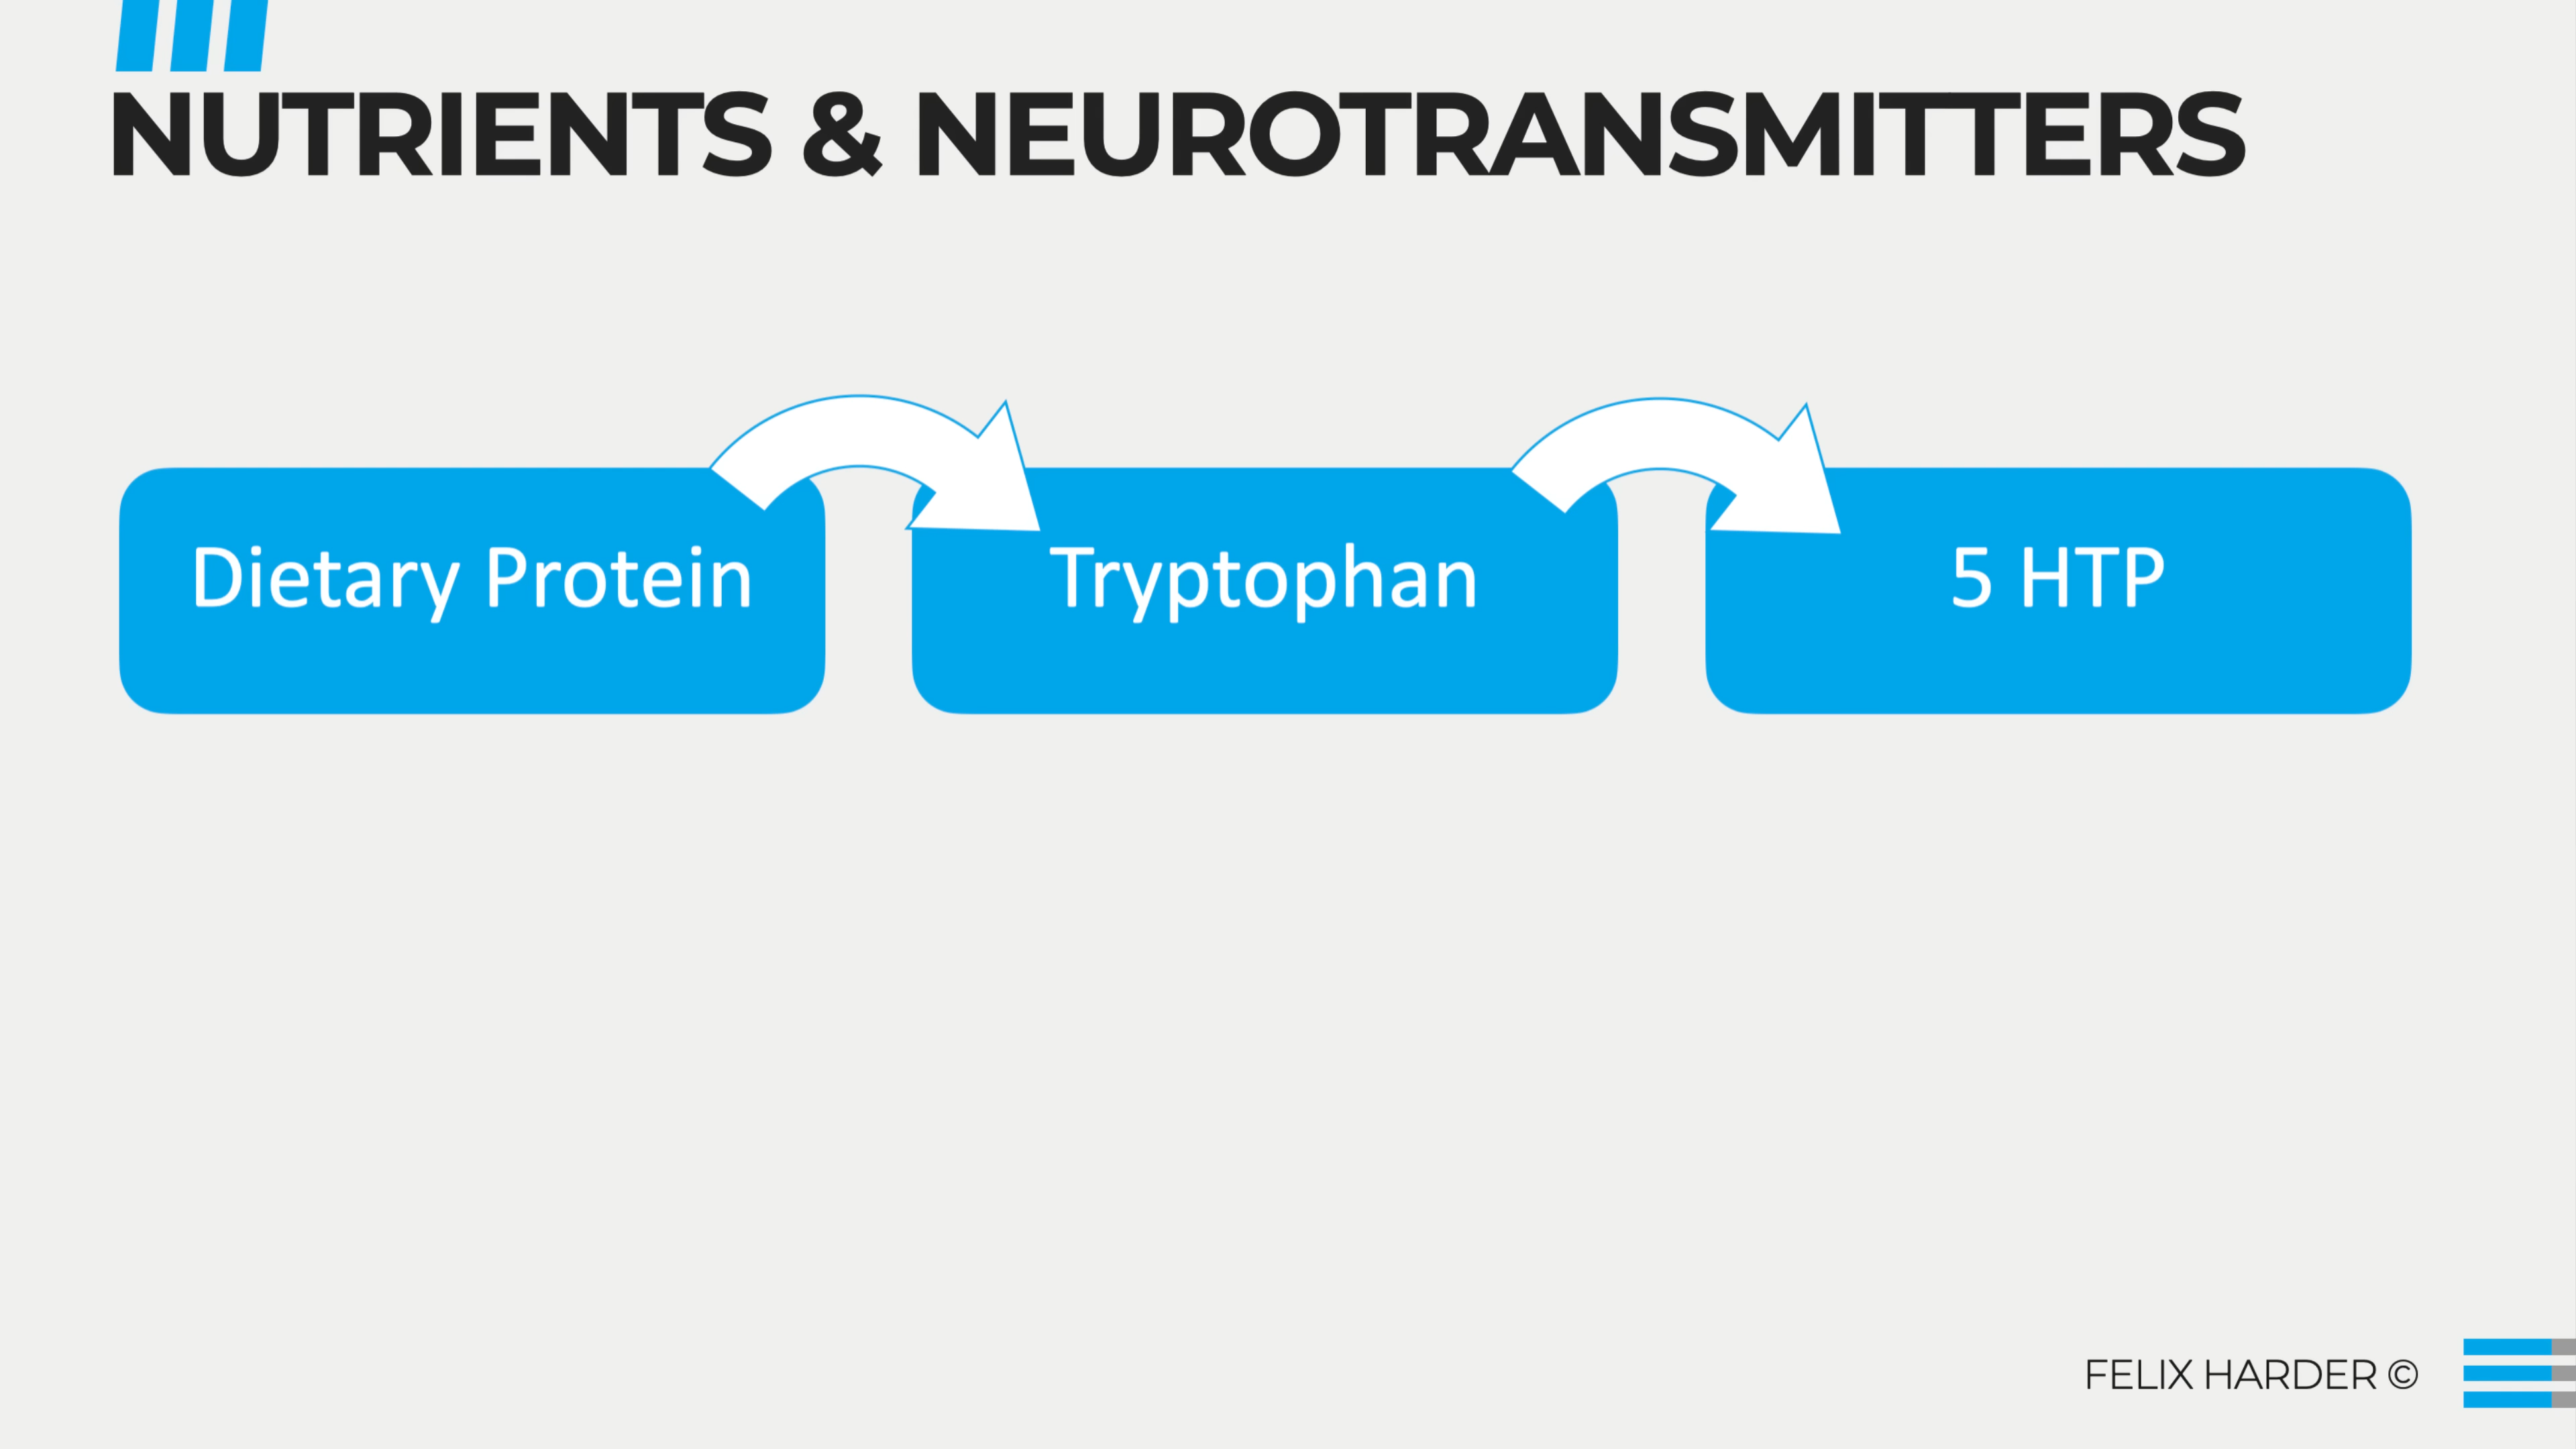 NUTRIENTS & NEUROTRANSMITTERS
Dietary Protein
Tryptophan
5 HTP
FELIX HARDER ©